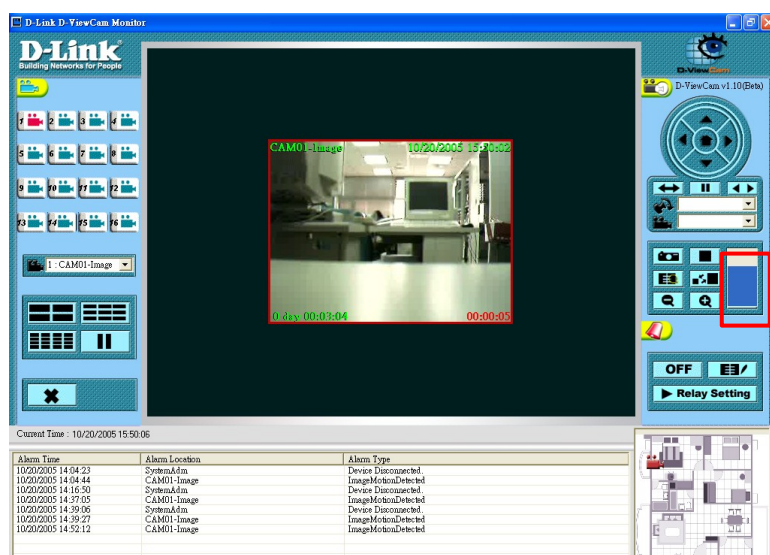 D-Link D-ViewCam Monitor
D-Link
Building Networks for People
D-ViewCam
D-ViewCam v1.10(Beta)
1 2 3 4
5 6 7 8
9 10 11 12
13 14 15 16
1 : CAM01-Image
CAM01-Image 10/20/2005 15:20:02
0 day 00:03:04 00:00:05
OFF
Relay Setting
Current Time : 10/20/2005 15:50:06
Alarm Time Alarm Location Alarm Type
10/20/2005 14:04:23 SystemAdm Device Disconnected.
10/20/2005 14:04:44 CAM01-Image ImageMotionDetected
10/20/2005 14:16:50 SystemAdm Device Disconnected.
10/20/2005 14:37:05 CAM01-Image ImageMotionDetected
10/20/2005 14:39:06 SystemAdm Device Disconnected.
10/20/2005 14:39:27 CAM01-Image ImageMotionDetected
10/20/2005 14:52:12 CAM01-Image ImageMotionDetected